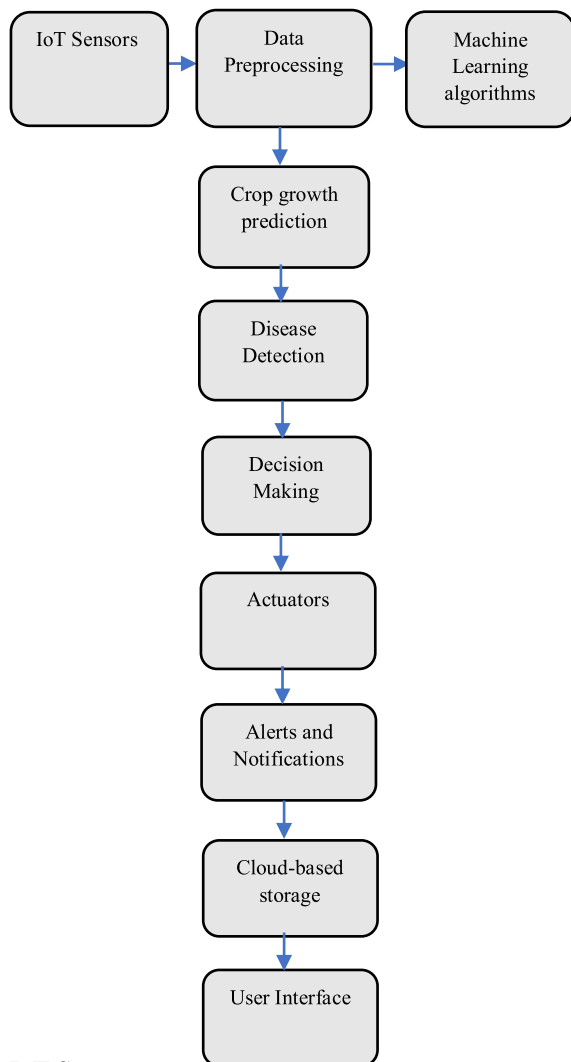 IoT Sensors
Data
Preprocessing
Machine
Learning
algorithms
Crop growth
prediction
Disease
Detection
Decision
Making
Actuators
Alerts and
Notifications
Cloud-based
storage
User Interface